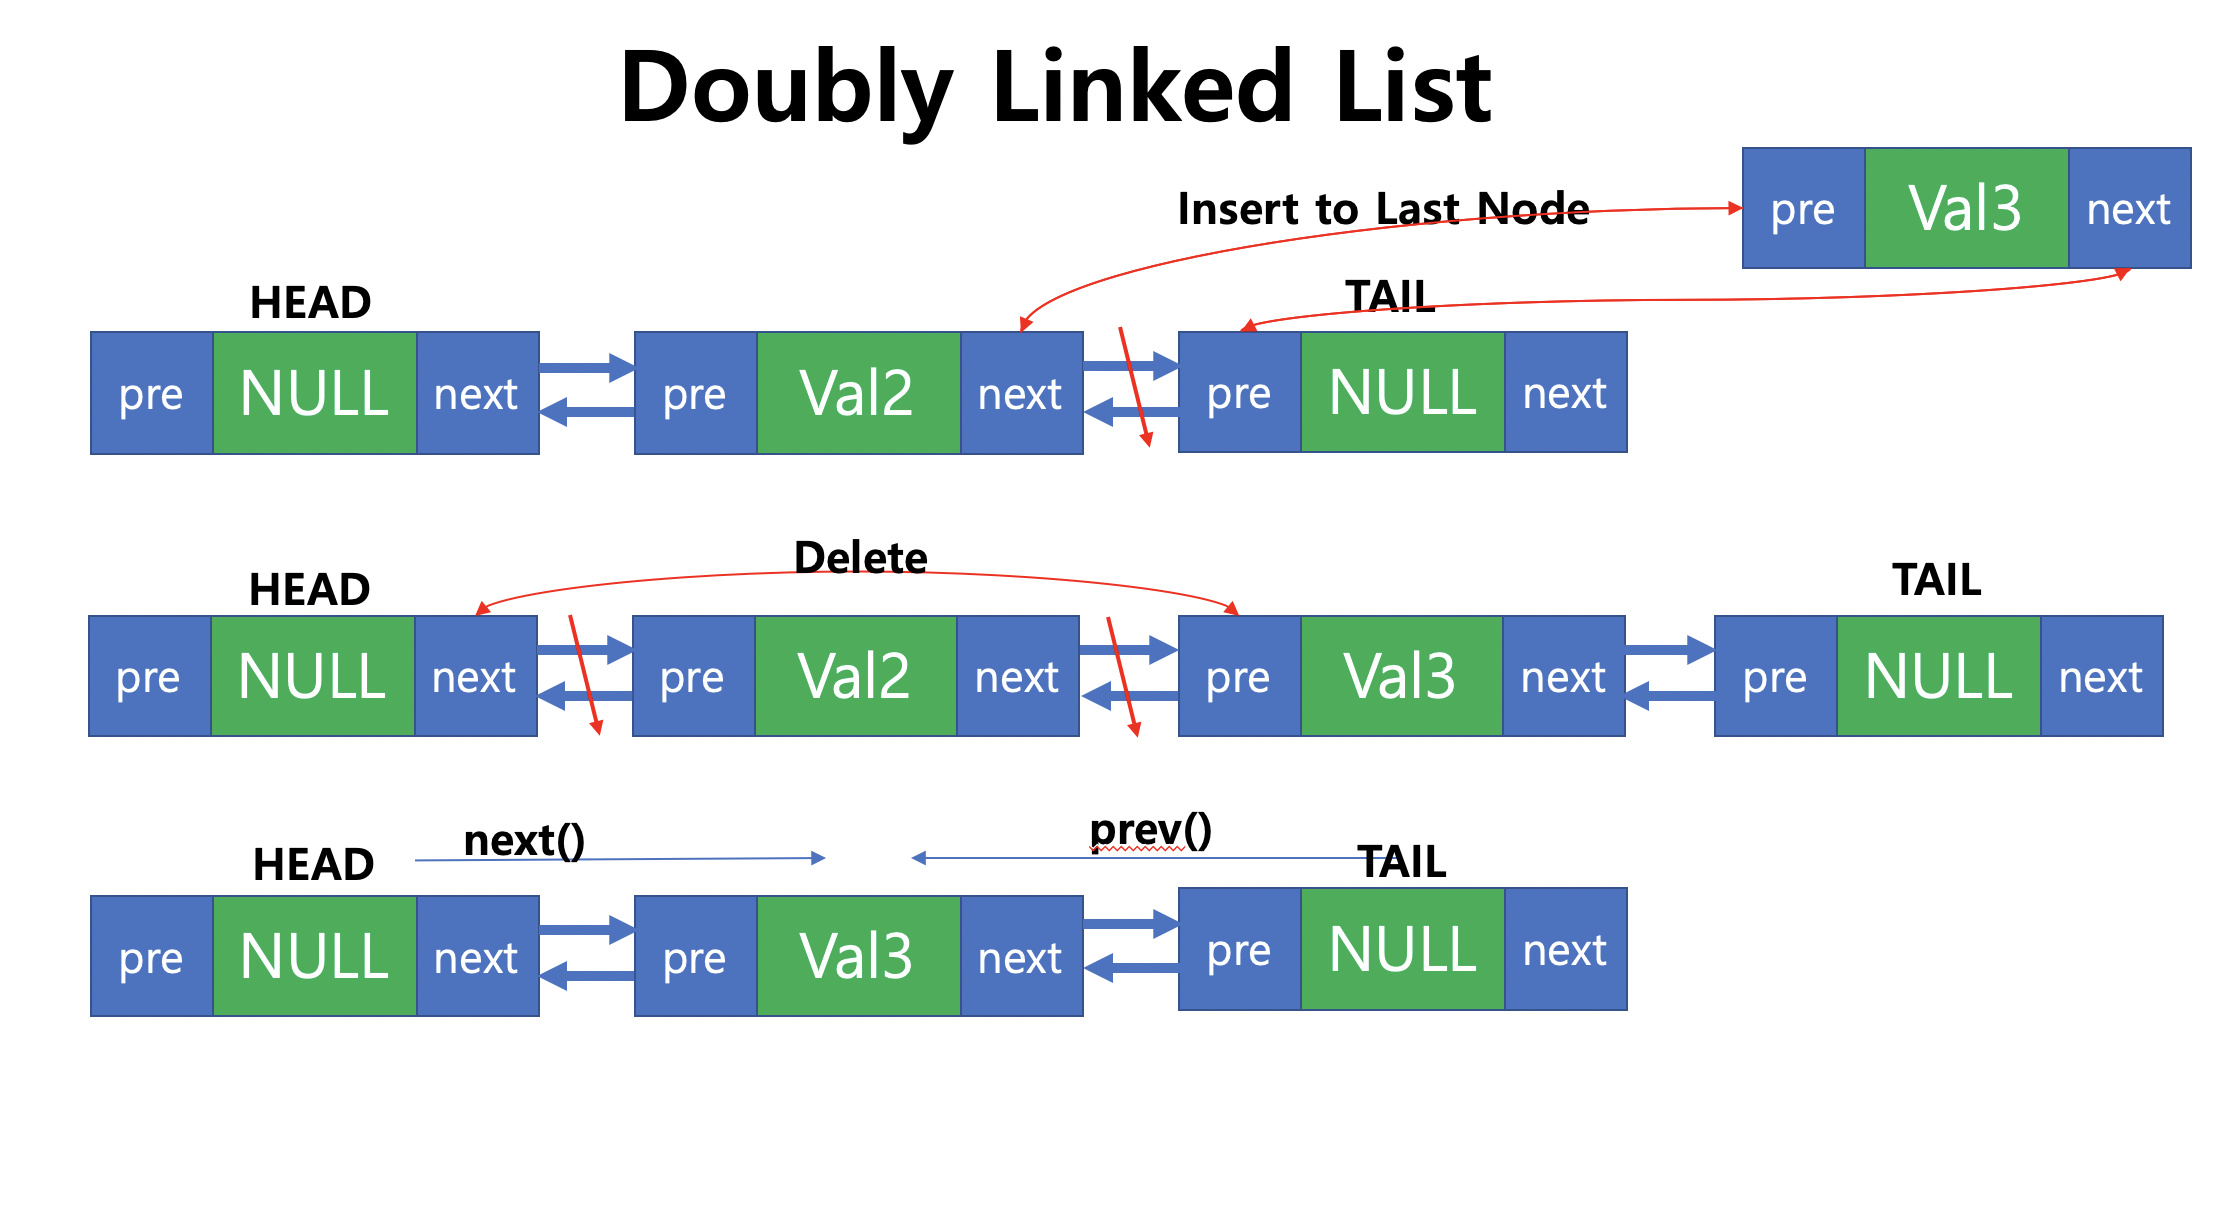 Doubly Linked List
Insert to Last Node
pre Val3 next
HEAD
TAIL
pre NULL next pre Val2 next pre NULL next
Delete
HEAD
TAIL
pre NULL next pre Val2 next pre Val3 next pre NULL next
next()
prev()
HEAD
TAIL
pre NULL next pre Val3 next pre NULL next